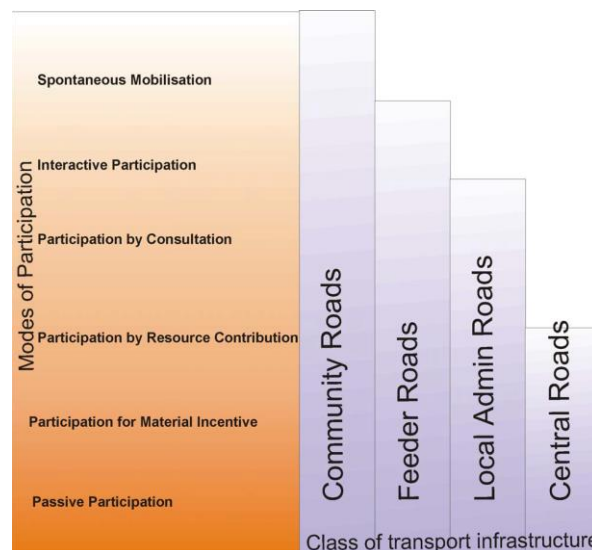 Modes of Participation
Spontaneous Mobilisation
Interactive Participation
Participation by Consultation
Participation by Resource Contribution
Participation for Material Incentive
Passive Participation
Community Roads
Feeder Roads
Local Admin Roads
Central Roads
Class of transport infrastructure